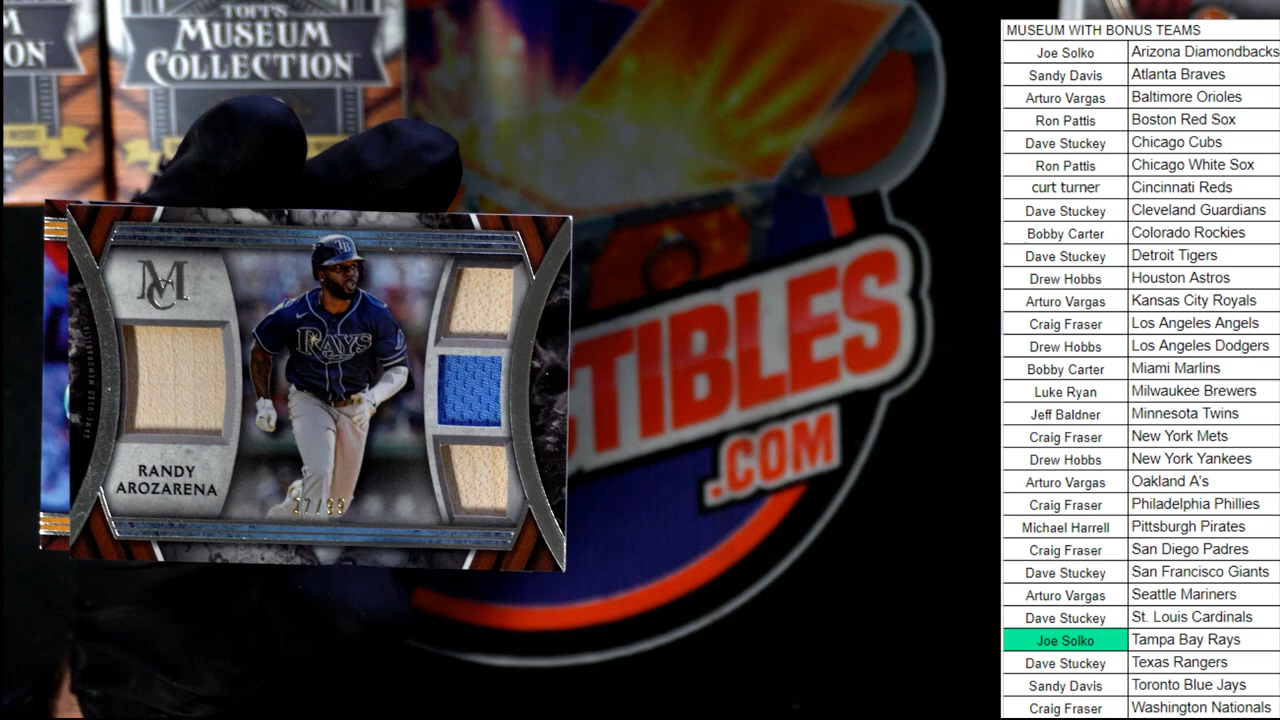 M
ON
TOPPS
MUSEUM
COLLECTION
MC
RAYS
GAME-USED MEMORABILIA
RANDY
AROZARENA
27/99
TIBLES
.COM
MUSEUM WITH BONUS TEAMS
Joe Solko Arizona Diamondbacks
Sandy Davis Atlanta Braves
Arturo Vargas Baltimore Orioles
Ron Pattis Boston Red Sox
Dave Stuckey Chicago Cubs
Ron Pattis Chicago White Sox
curt turner Cincinnati Reds
Dave Stuckey Cleveland Guardians
Bobby Carter Colorado Rockies
Dave Stuckey Detroit Tigers
Drew Hobbs Houston Astros
Arturo Vargas Kansas City Royals
Craig Fraser Los Angeles Angels
Drew Hobbs Los Angeles Dodgers
Bobby Carter Miami Marlins
Luke Ryan Milwaukee Brewers
Jeff Baldner Minnesota Twins
Craig Fraser New York Mets
Drew Hobbs New York Yankees
Arturo Vargas Oakland A's
Craig Fraser Philadelphia Phillies
Michael Harrell Pittsburgh Pirates
Craig Fraser San Diego Padres
Dave Stuckey San Francisco Giants
Arturo Vargas Seattle Mariners
Dave Stuckey St. Louis Cardinals
Joe Solko Tampa Bay Rays
Dave Stuckey Texas Rangers
Sandy Davis Toronto Blue Jays
Craig Fraser Washington Nationals